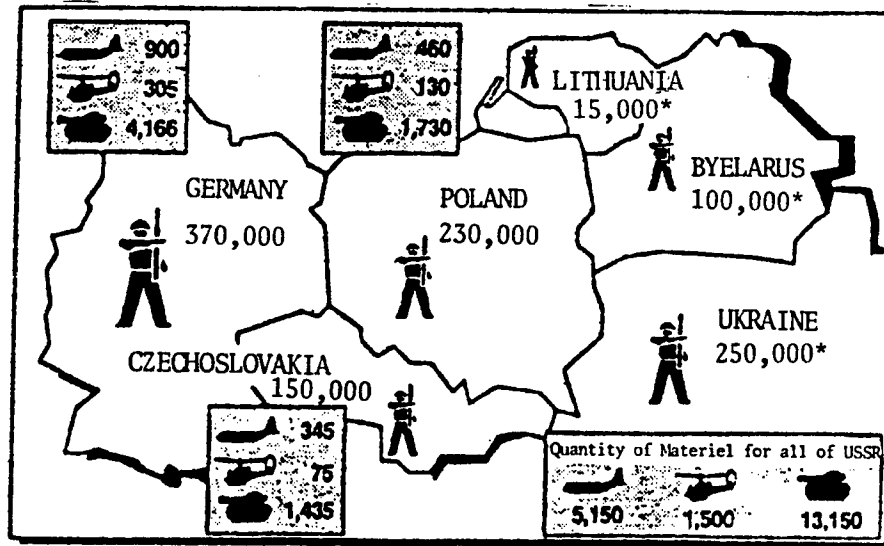 900
305
4,166
460
130
1,730
LITHUANIA
15,000*
BYELARUS
100,000*
GERMANY
370,000
POLAND
230,000
UKRAINE
250,000*
CZECHOSLOVAKIA
150,000
345
75
1,435
Quantity of Materiel for all of USSR
5,150 1,500 13,150